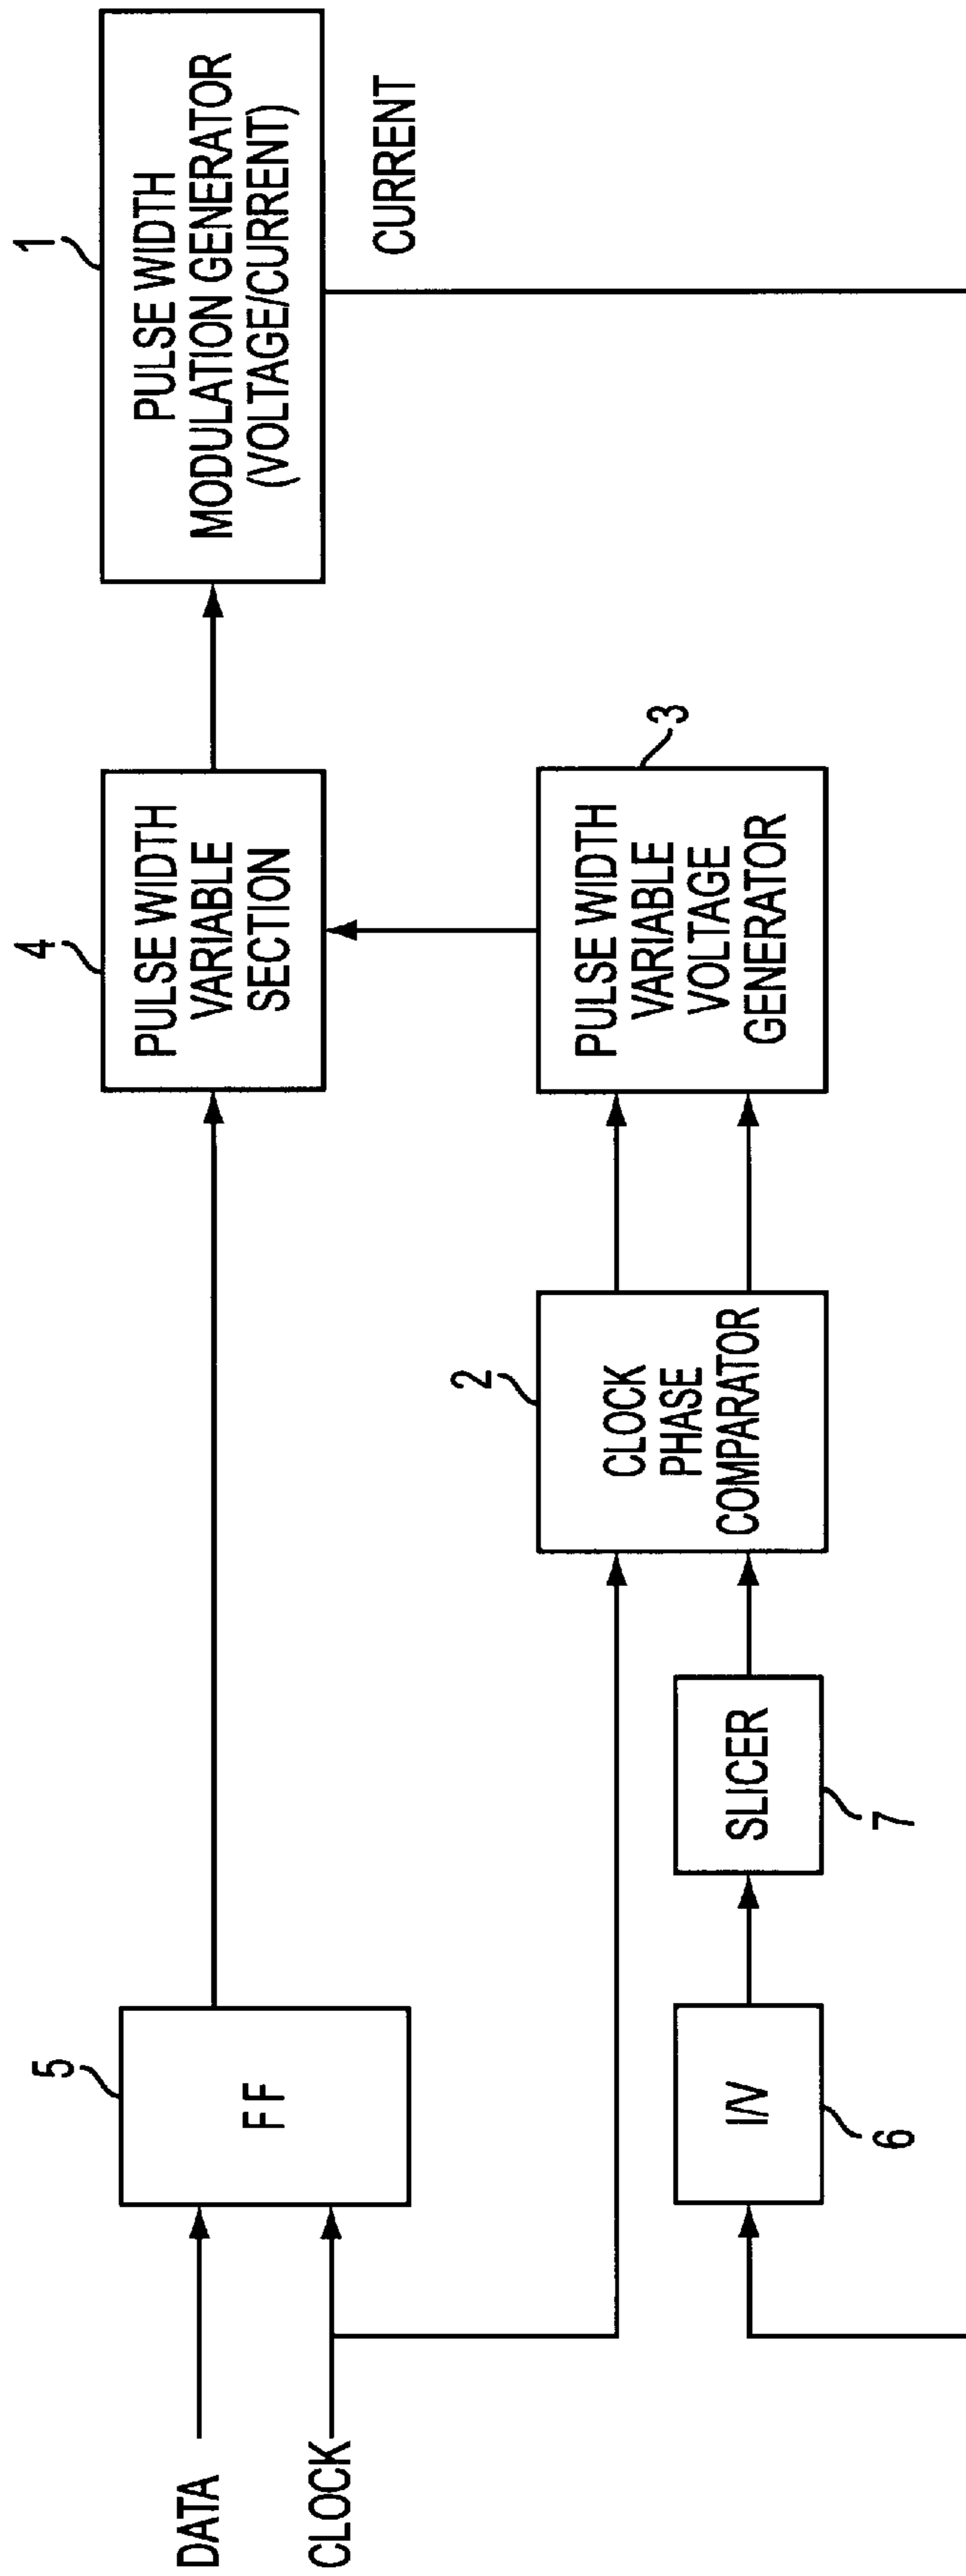 DATA
CLOCK
5
F F
4
PULSE WIDTH
VARIABLE
SECTION
1
PULSE WIDTH
MODULATION GENERATOR
(VOLTAGE/CURRENT)
CURRENT
2
CLOCK
PHASE
COMPARATOR
PULSE WIDTH
VARIABLE
VOLTAGE
GENERATOR
3
I/V
6
SLICER
7